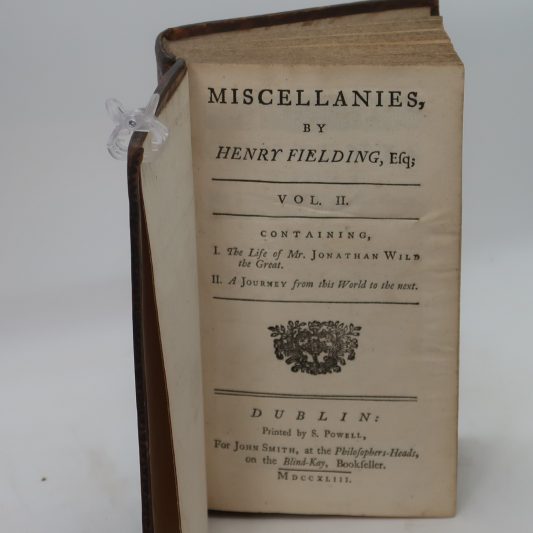 MISCELLANIES,
BY
HENRY FIELDING, Eſq;
VOL. II.
CONTAINING,
I. The Life of Mr. JONATHAN WILD
the Great.
II. A JOURNEY from this World to the next.
DUBLIN:
Printed by S. POWELL,
For JOHN SMITH, at the Philoſophers-Heads,
on the Blind-Kay, Bookſeller.
MDCCXLIII.